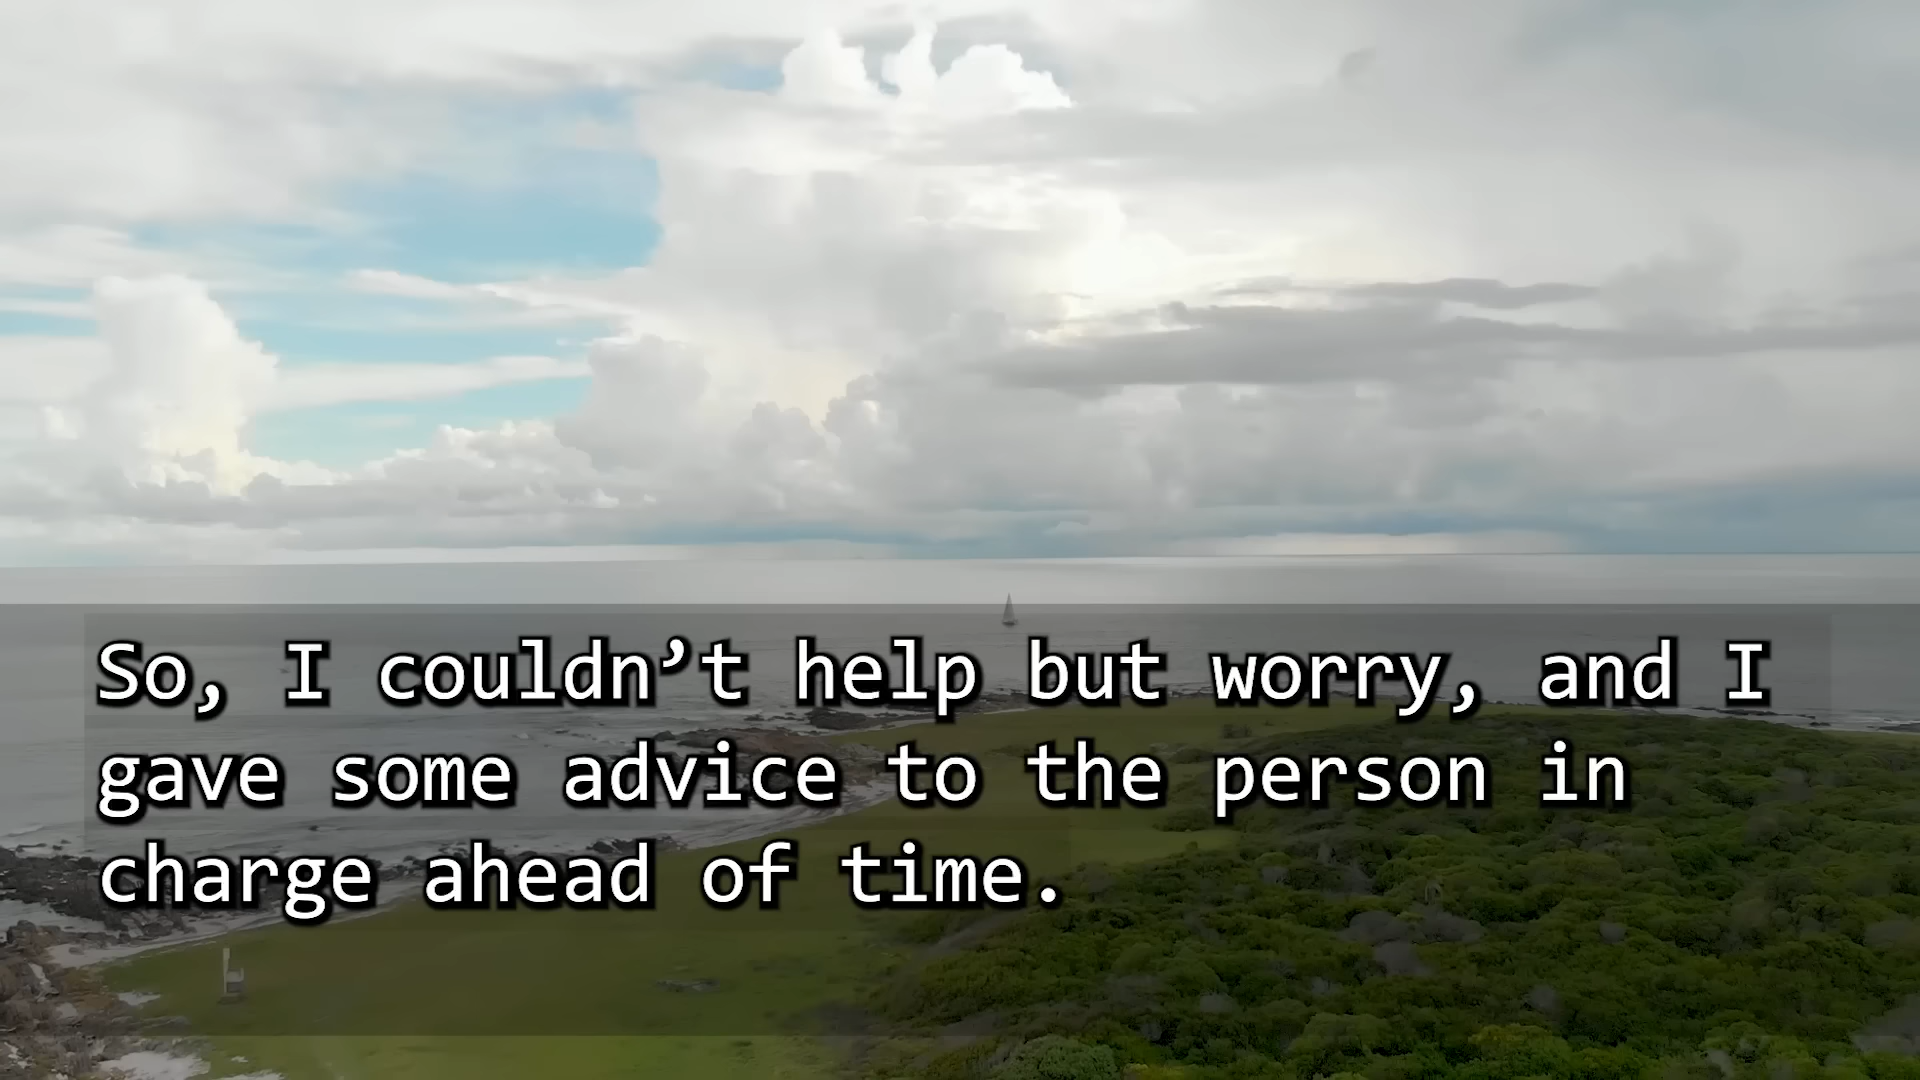 So, I couldn’t help but worry, and I
gave some advice to the person in
charge ahead of time.